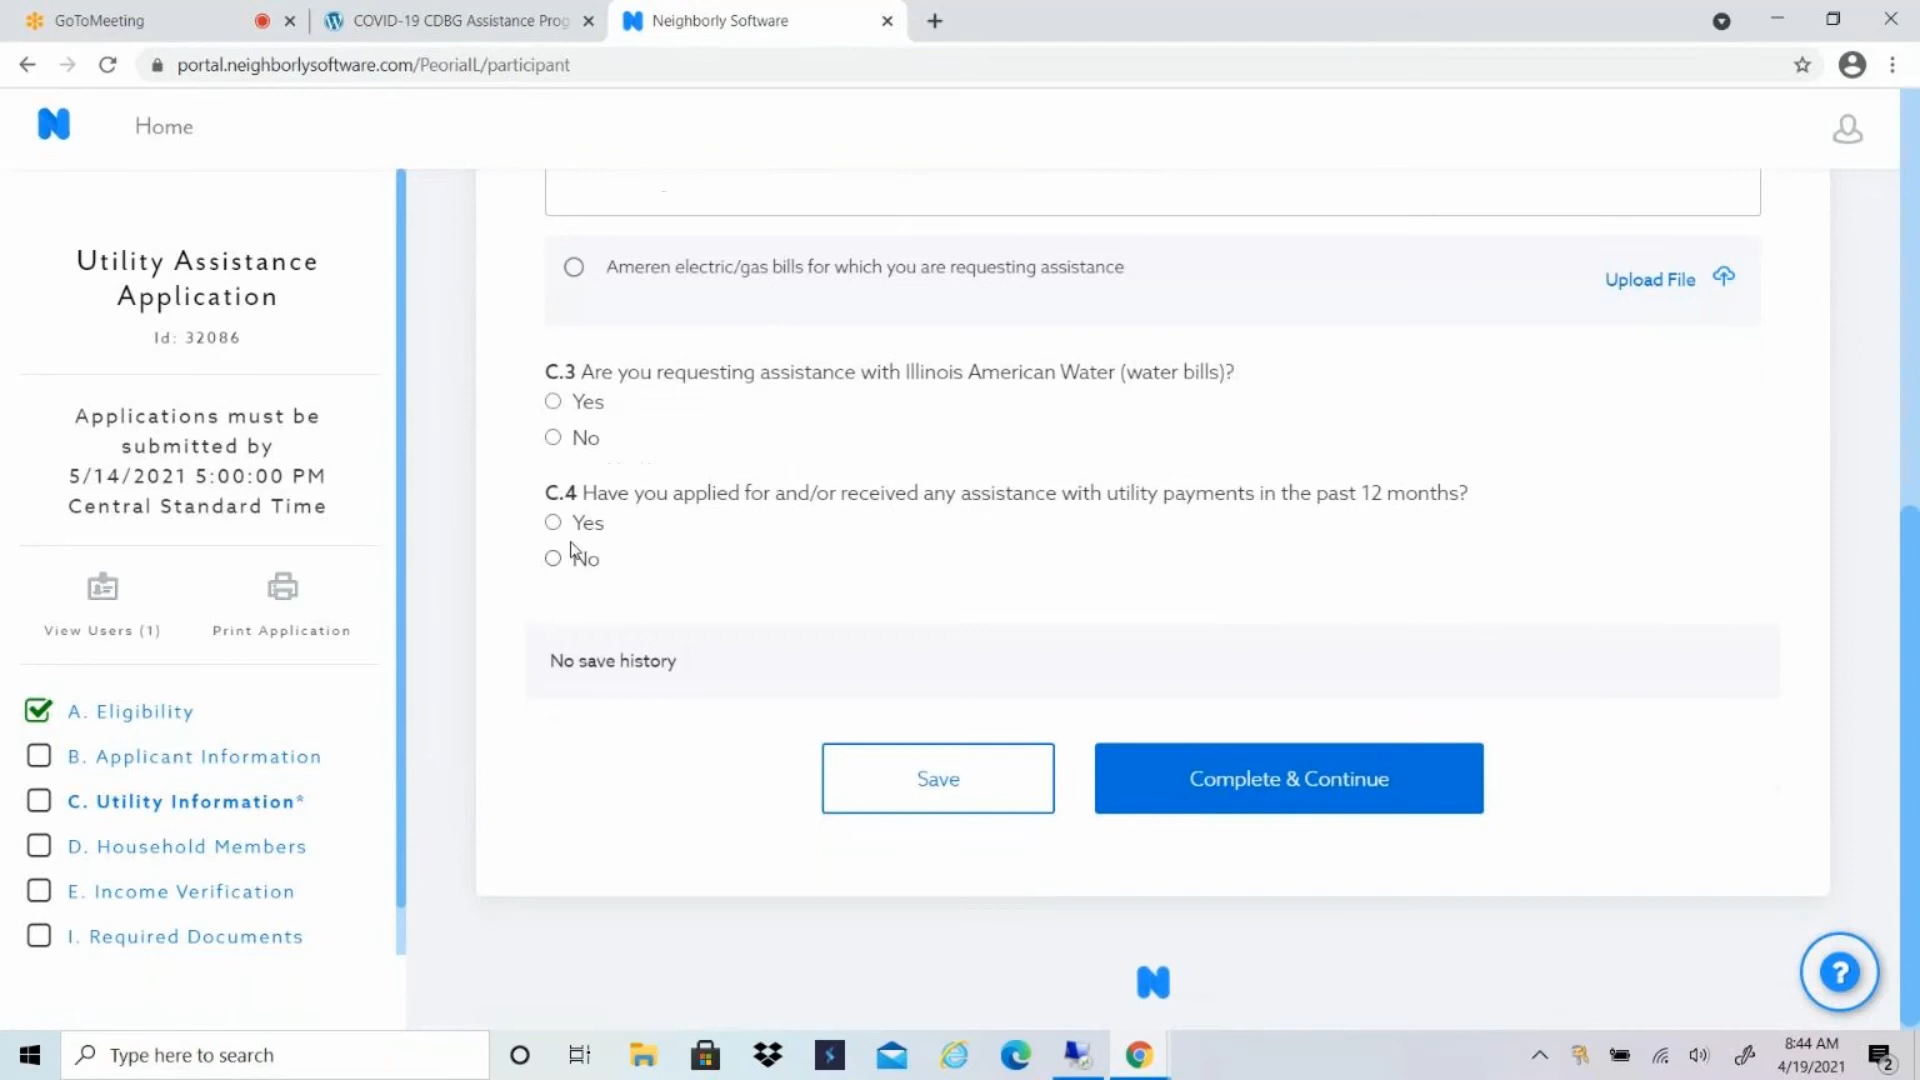 GoToMeeting
COVID-19 CDBG Assistance Prog
Neighborly Software
portal.neighborlysoftware.com/PeoriaIL/participant
Home
Utility Assistance
Application
Id: 32086
Applications must be
submitted by
5/14/2021 5:00:00 PM
Central Standard Time
View Users (1)
Print Application
A. Eligibility
B. Applicant Information
C. Utility Information*
D. Household Members
E. Income Verification
I. Required Documents
Ameren electric/gas bills for which you are requesting assistance
Upload File
C.3 Are you requesting assistance with Illinois American Water (water bills)?
Yes
No
C.4 Have you applied for and/or received any assistance with utility payments in the past 12 months?
Yes
No
No save history
Save
Complete & Continue
?
Type here to search
8:44 AM
4/19/2021
2